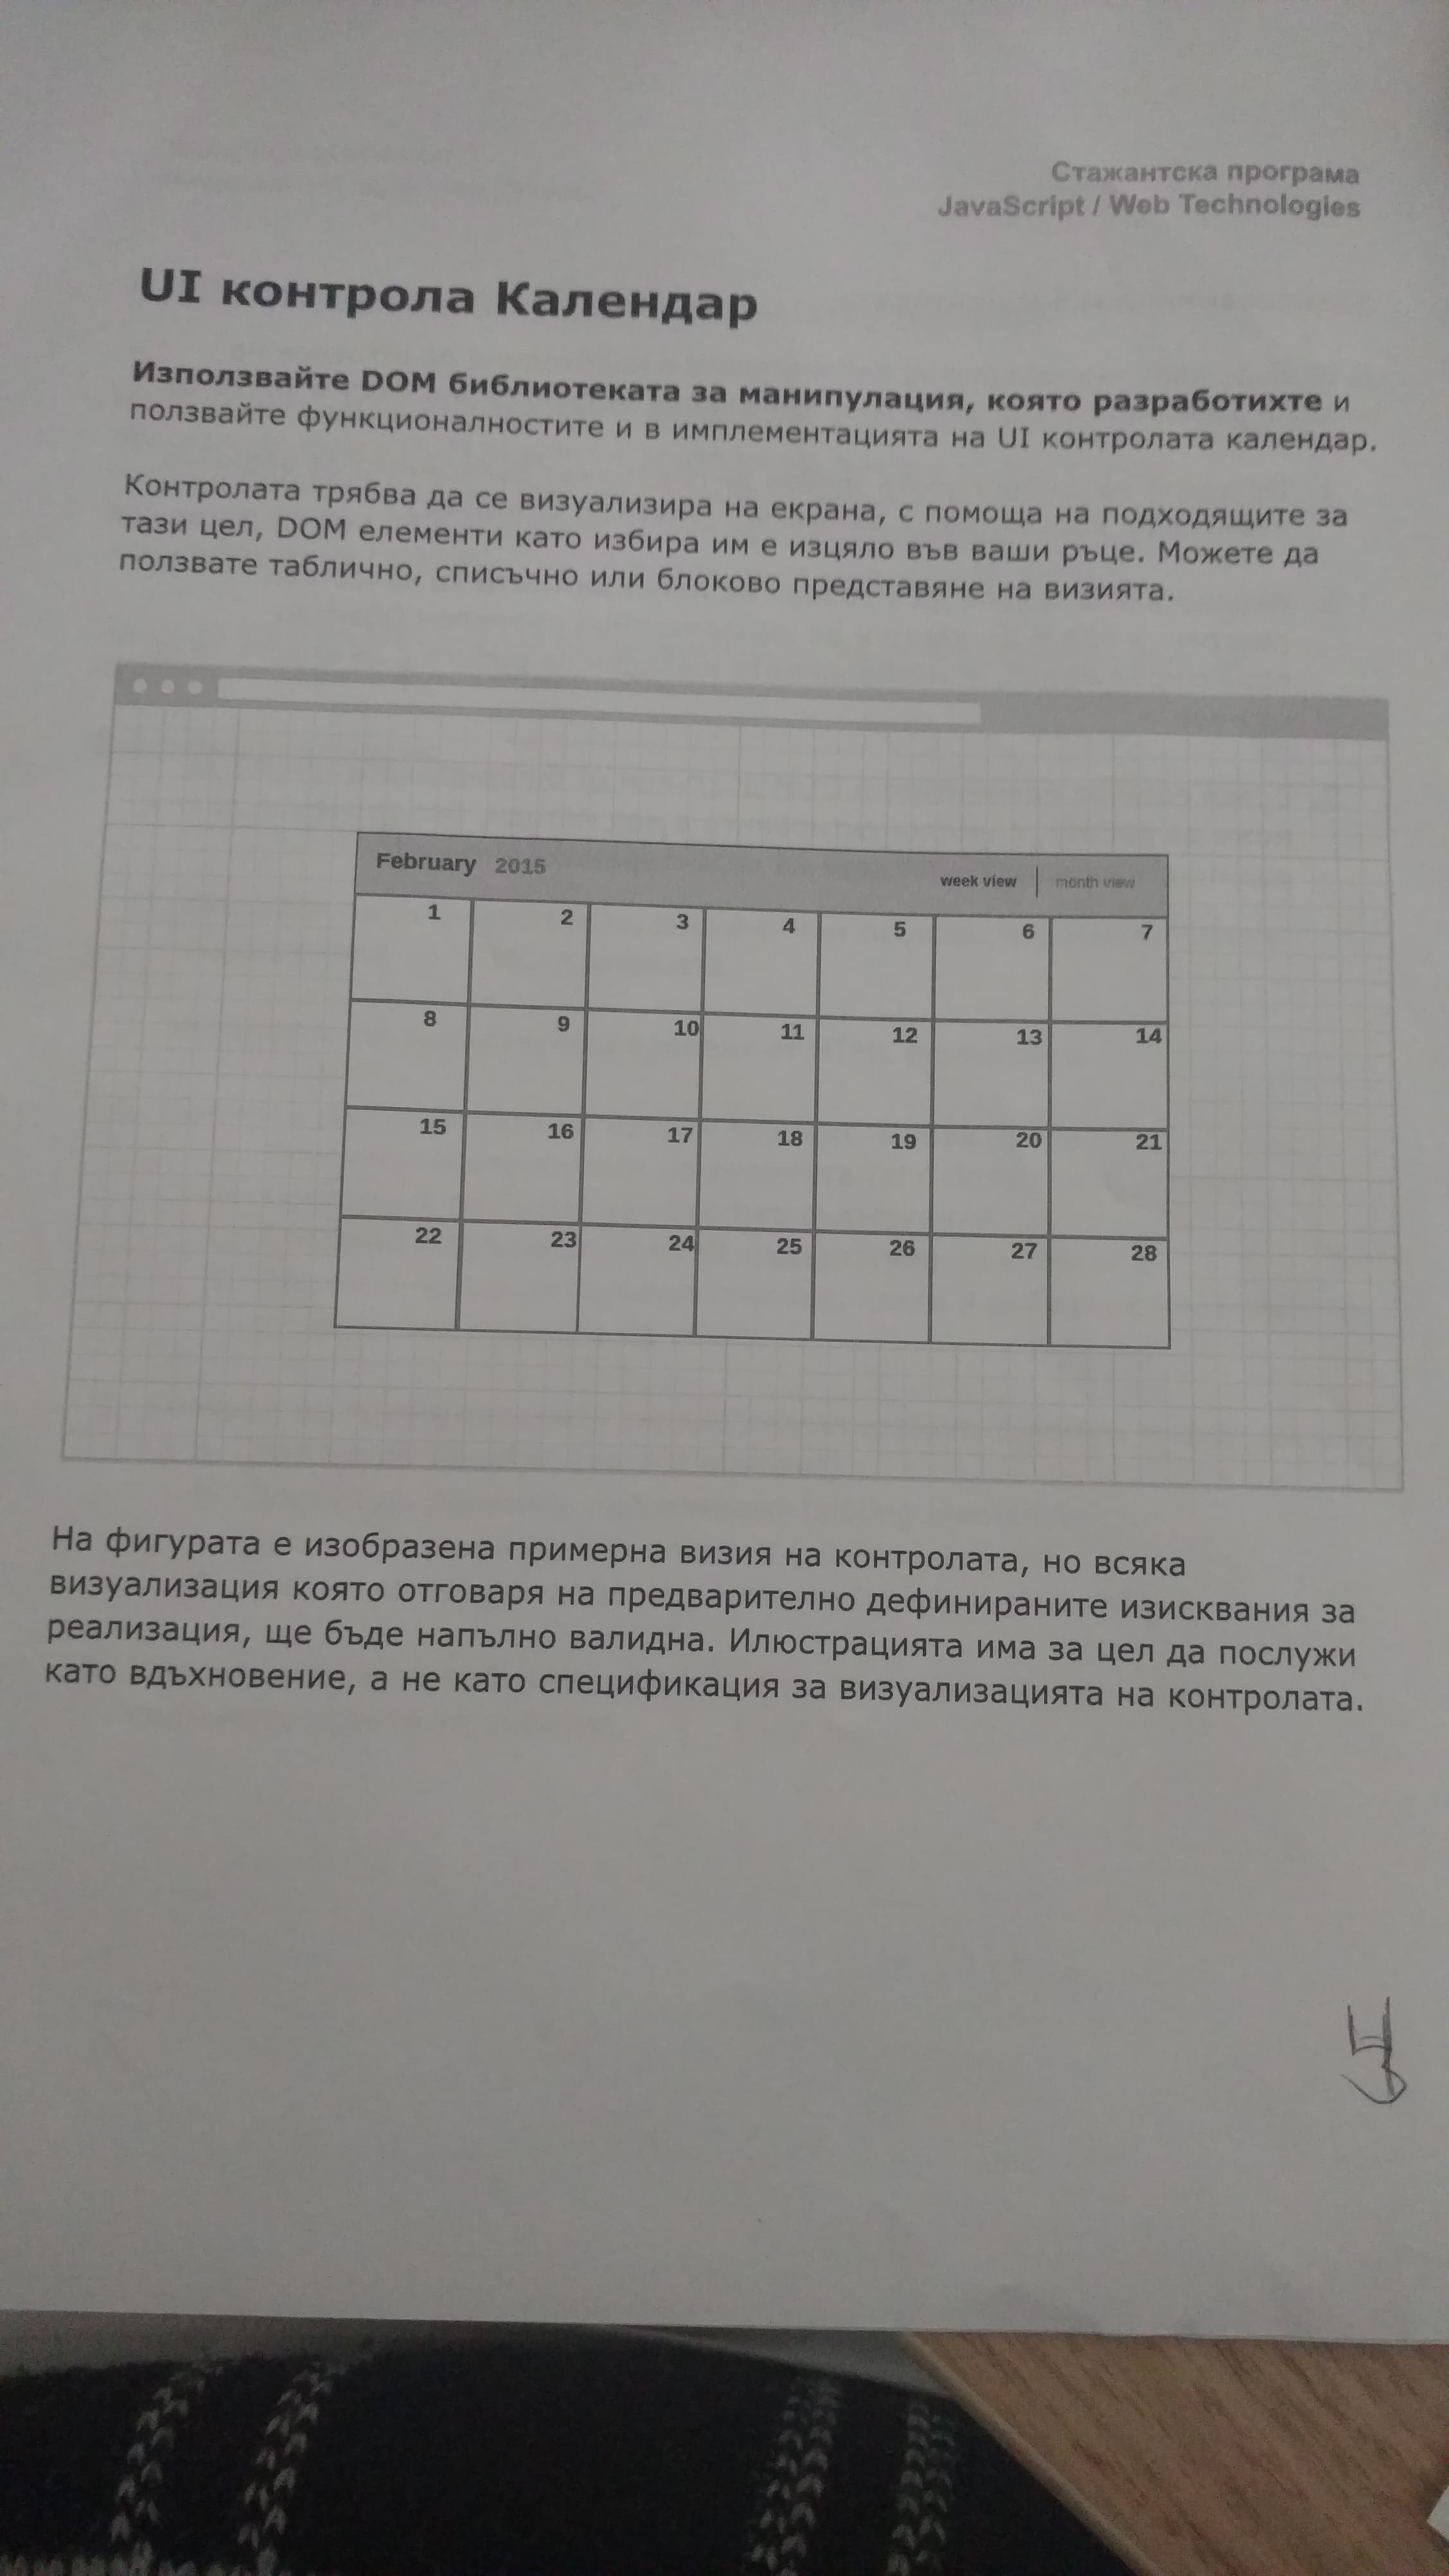 Стажантска програма
JavaScript / Web Technologies
UI контрола Календар
Използвайте DOM библиотеката за манипулация, която разработихте и
ползвайте функционалностите и в имплементацията на UI контролата календар.
Контролата трябва да се визуализира на екрана, с помоща на подходящите за
тази цел, DOM елементи като избира им е изцяло във ваши ръце. Можете да
ползвате таблично, списъчно или блоково представяне на визията.
February 2015 week view month view
1 2 3 4 5 6 7
8 9 10 11 12 13 14
15 16 17 18 19 20 21
22 23 24 25 26 27 28
На фигурата е изобразена примерна визия на контролата, но всяка
визуализация която отговаря на предварително дефинираните изисквания за
реализация, ще бъде напълно валидна. Илюстрацията има за цел да послужи
като вдъхновение, а не като спецификация за визуализацията на контролата.